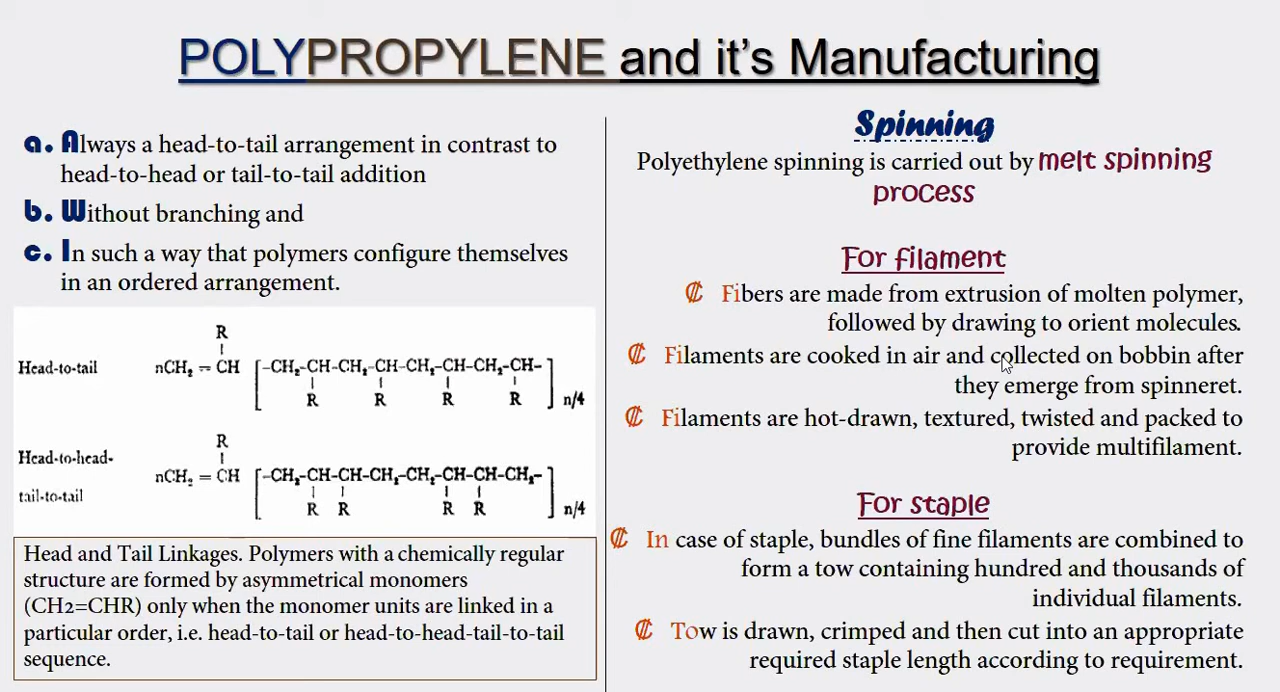 POLYPROPYLENE and it's Manufacturing
a. Always a head-to-tail arrangement in contrast to
head-to-head or tail-to-tail addition
b. Without branching and
c. In such a way that polymers configure themselves
in an ordered arrangement.
R
Head-to-tail nCH₂ = CH [-CH₂-CH-CH₂-CH-CH₂-CH-CH₂-CH-] n/4
R R R R
R
Head-to-head-
tail-to-tail nCH₂ = CH [-CH₂-CH-CH-CH₂-CH₂-CH-CH-CH₂-] n/4
R R R R
Head and Tail Linkages. Polymers with a chemically regular
structure are formed by asymmetrical monomers
(CH2=CHR) only when the monomer units are linked in a
particular order, i.e. head-to-tail or head-to-head-tail-to-tail
sequence.
Spinning
Polyethylene spinning is carried out by melt spinning
process
For filament
₡ Fibers are made from extrusion of molten polymer,
followed by drawing to orient molecules.
₡ Filaments are cooked in air and collected on bobbin after
they emerge from spinneret.
₡ Filaments are hot-drawn, textured, twisted and packed to
provide multifilament.
For staple
₡ In case of staple, bundles of fine filaments are combined to
form a tow containing hundred and thousands of
individual filaments.
₡ Tow is drawn, crimped and then cut into an appropriate
required staple length according to requirement.